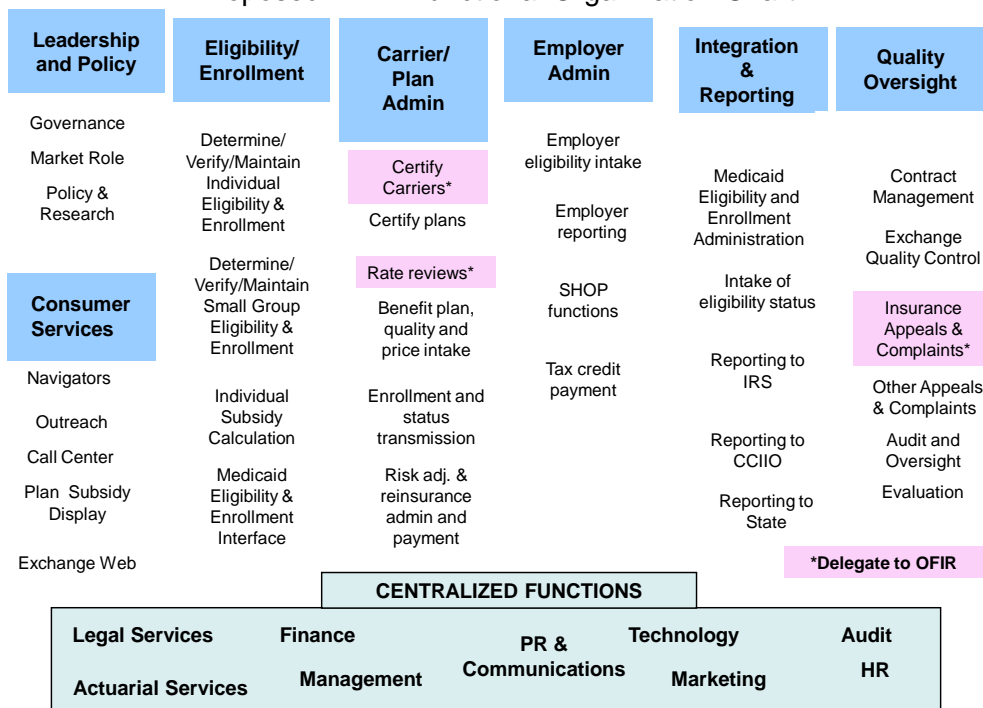 Leadership
and Policy
Governance
Market Role
Policy &
Research
Consumer
Services
Navigators
Outreach
Call Center
Plan Subsidy
Display
Exchange Web
Eligibility/
Enrollment
Determine/
Verify/Maintain
Individual
Eligibility &
Enrollment
Determine/
Verify/Maintain
Small Group
Eligibility &
Enrollment
Individual
Subsidy
Calculation
Medicaid
Eligibility &
Enrollment
Interface
Carrier/
Plan
Admin
Certify
Carriers*
Certify plans
Rate reviews*
Benefit plan,
quality and
price intake
Enrollment and
status
transmission
Risk adj. &
reinsurance
admin and
payment
Employer
Admin
Employer
eligibility intake
Employer
reporting
SHOP
functions
Tax credit
payment
Integration
&
Reporting
Medicaid
Eligibility and
Enrollment
Administration
Intake of
eligibility status
Reporting to
IRS
Reporting to
CCIIO
Reporting to
State
Quality
Oversight
Contract
Management
Exchange
Quality Control
Insurance
Appeals &
Complaints*
Other Appeals
& Complaints
Audit and
Oversight
Evaluation
*Delegate to OFIR
CENTRALIZED FUNCTIONS
Legal Services
Finance
PR &
Communications
Technology
Audit
Actuarial Services
Management
Marketing
HR